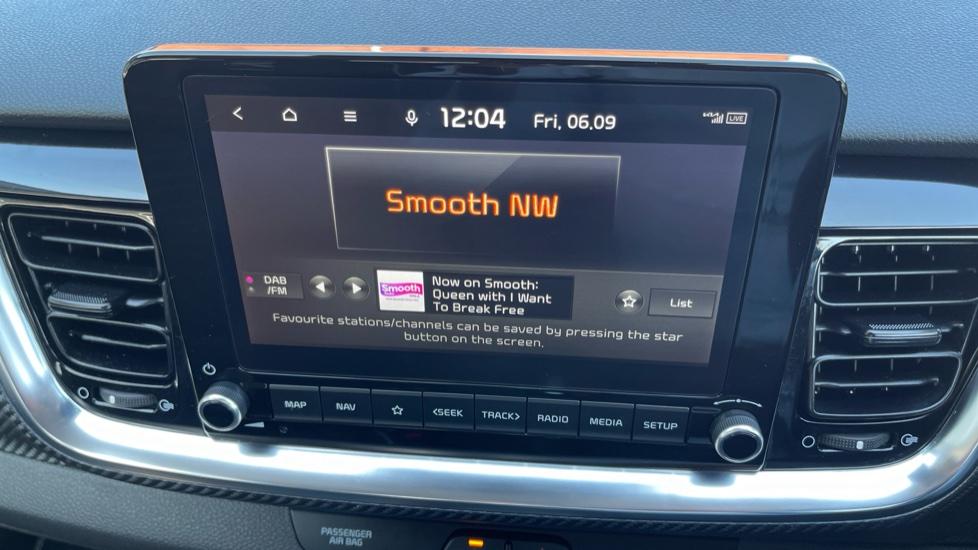 12:04 Fri, 06.09 LIVE
Smooth NW
DAB
/FM
Smooth
Now on Smooth:
Queen with I Want
To Break Free
List
Favourite stations/channels can be saved by pressing the star
button on the screen.
MAP NAV <SEEK TRACK> RADIO MEDIA SETUP
PASSENGER
AIR BAG